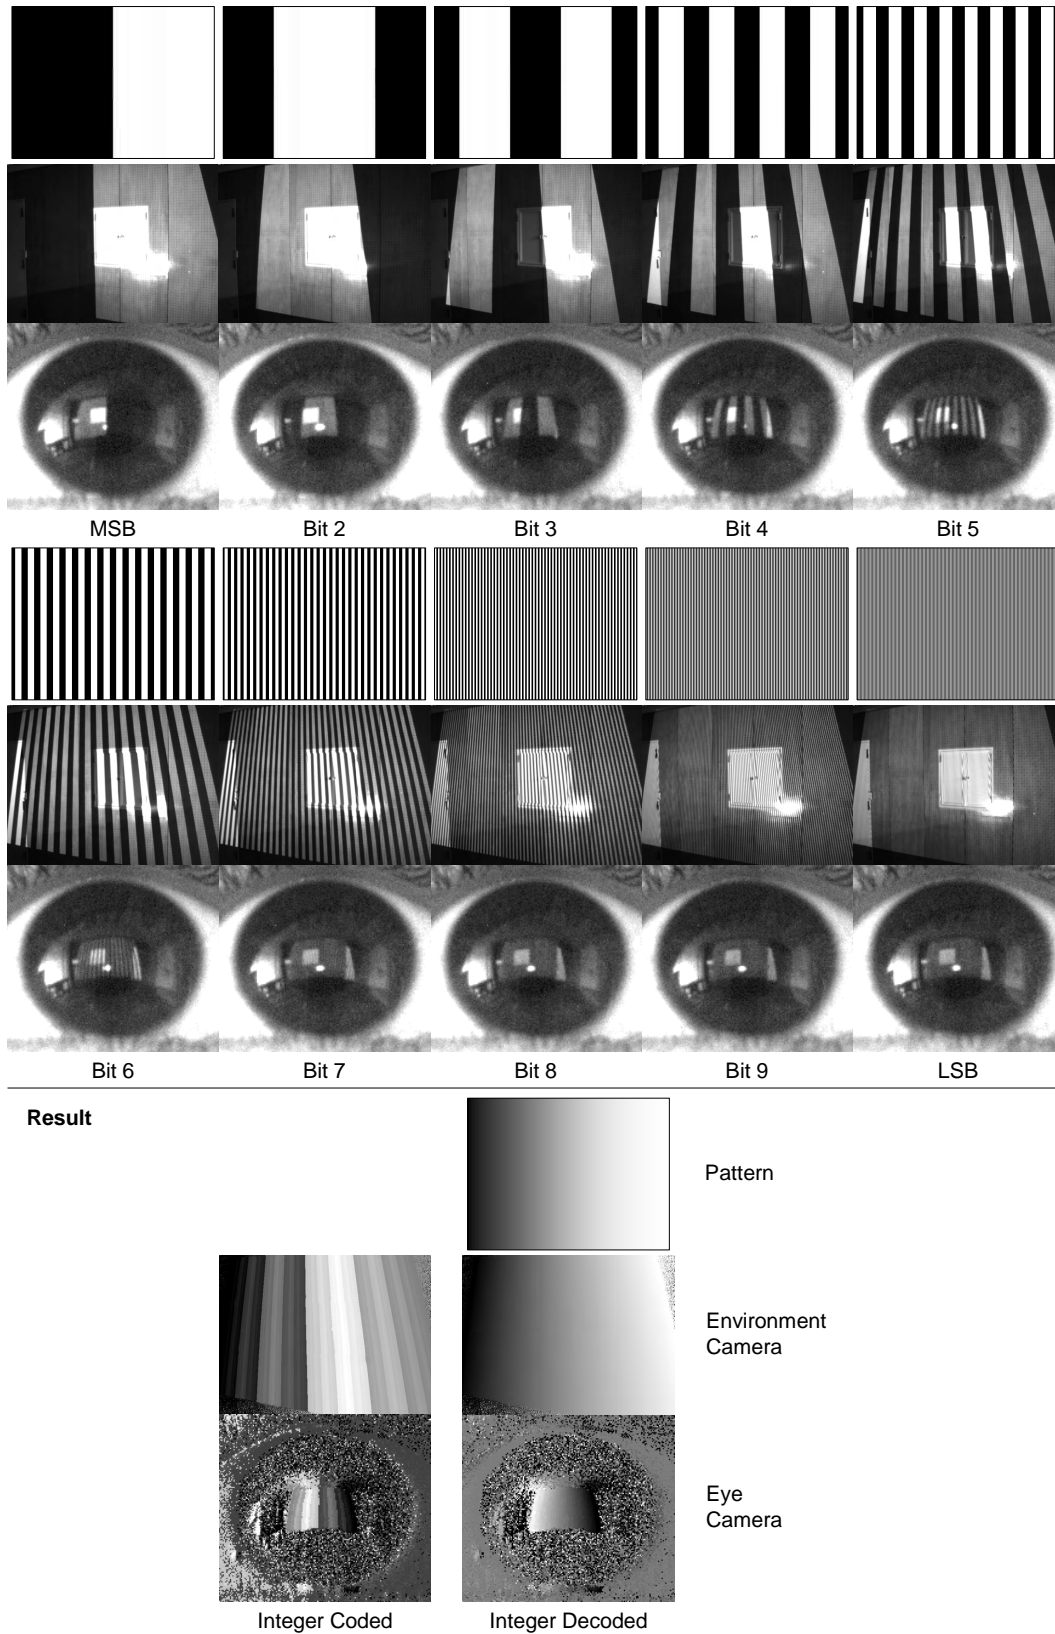 MSB
Bit 2
Bit 3
Bit 4
Bit 5
Bit 6
Bit 7
Bit 8
Bit 9
LSB
Result
Pattern
Environment
Camera
Eye
Camera
Integer Coded
Integer Decoded